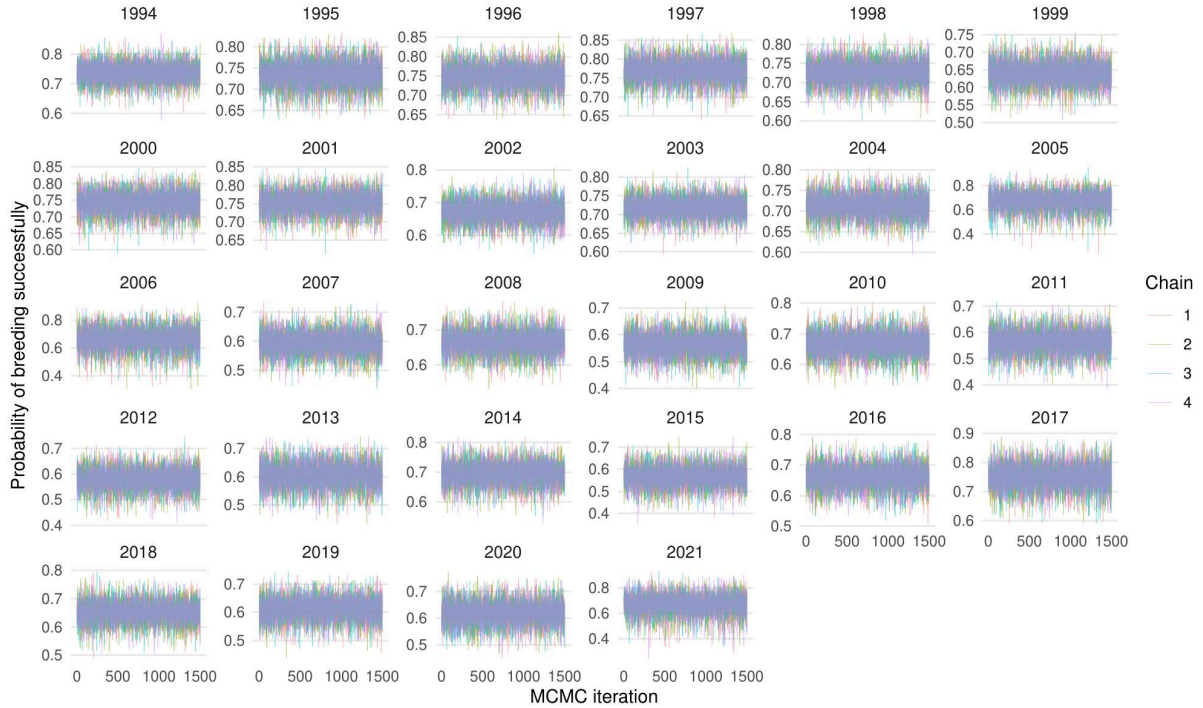 1994 1995 1996 1997 1998 1999
0.8 0.7 0.6
0.80 0.75 0.70 0.65
0.85 0.80 0.75 0.70 0.65
0.85 0.80 0.75 0.70 0.65
0.80 0.75 0.70 0.65 0.60
0.75 0.70 0.65 0.60 0.55 0.50
2000 2001 2002 2003 2004 2005
0.85 0.80 0.75 0.70 0.65 0.60
0.85 0.80 0.75 0.70 0.65
0.8 0.7 0.6
0.80 0.75 0.70 0.65 0.60
0.80 0.75 0.70 0.65 0.60
0.8 0.6 0.4
2006 2007 2008 2009 2010 2011
0.8 0.6 0.4
0.7 0.6 0.5
0.7 0.6
0.7 0.6 0.5 0.4
0.8 0.7 0.6
0.7 0.6 0.5 0.4
2012 2013 2014 2015 2016 2017
0.7 0.6 0.5 0.4
0.7 0.6 0.5
0.8 0.7 0.6
0.7 0.6 0.5 0.4
0.8 0.7 0.6 0.5
0.9 0.8 0.7 0.6
0 500 1000 1500 0 500 1000 1500
2018 2019 2020 2021
0.8 0.7 0.6 0.5
0.7 0.6 0.5
0.7 0.6 0.5
0.8 0.6 0.4
0 500 1000 1500 0 500 1000 1500 0 500 1000 1500 0 500 1000 1500
MCMC iteration
Probability of breeding successfully
Chain
1
2
3
4